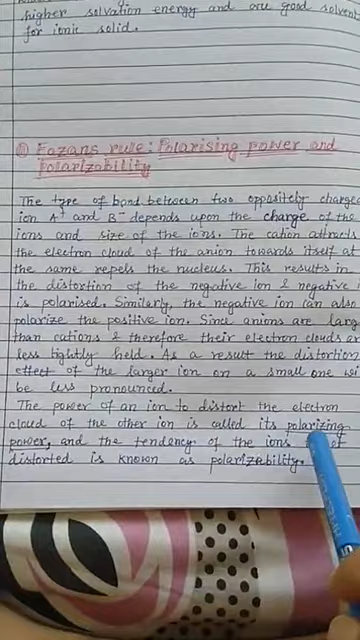 higher solvation energy and are good solvent
for ionic solid.
Fazans rule: Polarising power and
Polarizability
The type of bond between two oppositely charged
ion A⁺ and B⁻ depends upon the charge of the
ions and size of the ions. The cation attracts
the electron cloud of the anion towards itself at
the same repels the nucleus. This results in
the distortion of the negative ion & negative i
is polarised. Similarly, the negative ion can also
polarize the positive ion. Since anions are larg
than cations & therefore their electron clouds ar
less tightly held. As a result the distortion
effect of the larger ion on a small one wi
be less pronounced.
The power of an ion to distort the electron
cloud of the other ion is called its polarizing
power, and the tendency of the ions of
distorted is known as polarizability.